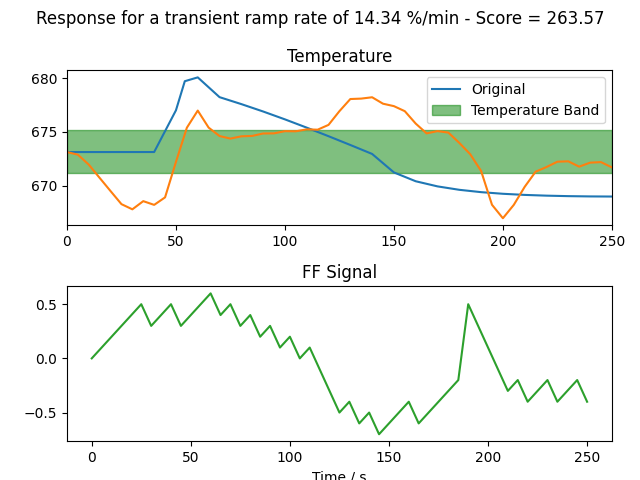 Response for a transient ramp rate of 14.34 %/min - Score = 263.57
Temperature
680
675
670
Original
Temperature Band
0 50 100 150 200 250
FF Signal
0.5
0.0
−0.5
0 50 100 150 200 250
Time / s